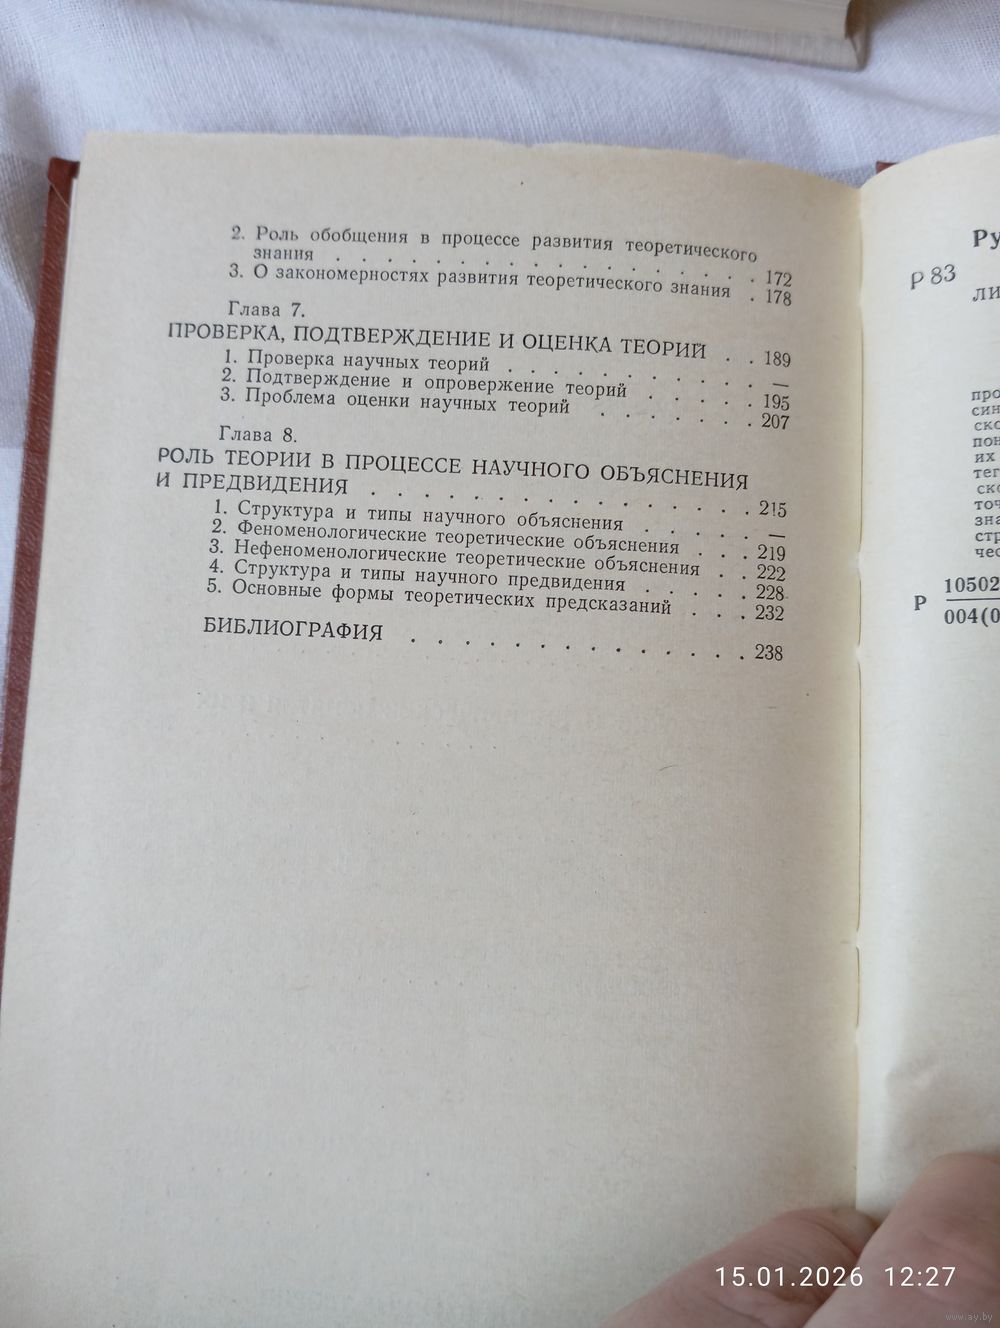 2. Роль обобщения в процессе развития теоретического
знания . . . . . . . . . . . . . . . . . . 172
3. О закономерностях развития теоретического знания . 178
Глава 7.
ПРОВЕРКА, ПОДТВЕРЖДЕНИЕ И ОЦЕНКА ТЕОРИЙ . . 189
1. Проверка научных теорий . . . . . . . . . . . —
2. Подтверждение и опровержение теорий . . . . . 195
3. Проблема оценки научных теорий . . . . . . . 207
Глава 8.
РОЛЬ ТЕОРИИ В ПРОЦЕССЕ НАУЧНОГО ОБЪЯСНЕНИЯ
И ПРЕДВИДЕНИЯ . . . . . . . . . . . . . . 215
1. Структура и типы научного объяснения . . . . . —
2. Феноменологические теоретические объяснения . . . 219
3. Нефеноменологические теоретические объяснения . . 222
4. Структура и типы научного предвидения . . . . . 228
5. Основные формы теоретических предсказаний . . . 232
БИБЛИОГРАФИЯ . . . . . . . . . . . . . 238
Ру
Р 83
ли
про
син
ско
пон
их
тег
ско
точ
зна
стр
чес
Р 10502
004(0
15.01.2026 12:27
www.ay.by